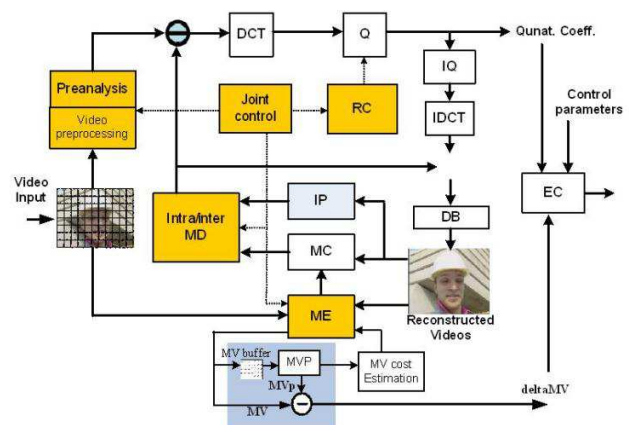 DCT
Q
Qunat. Coeff.
Preanalysis
Video
preprocessing
Joint
control
RC
IQ
IDCT
Control
parameters
Video
Input
Intra/inter
MD
IP
DB
EC
MC
ME
Reconstructed
Videos
MV buffer
MVP
MVp
MV cost
Estimation
MV
deltaMV